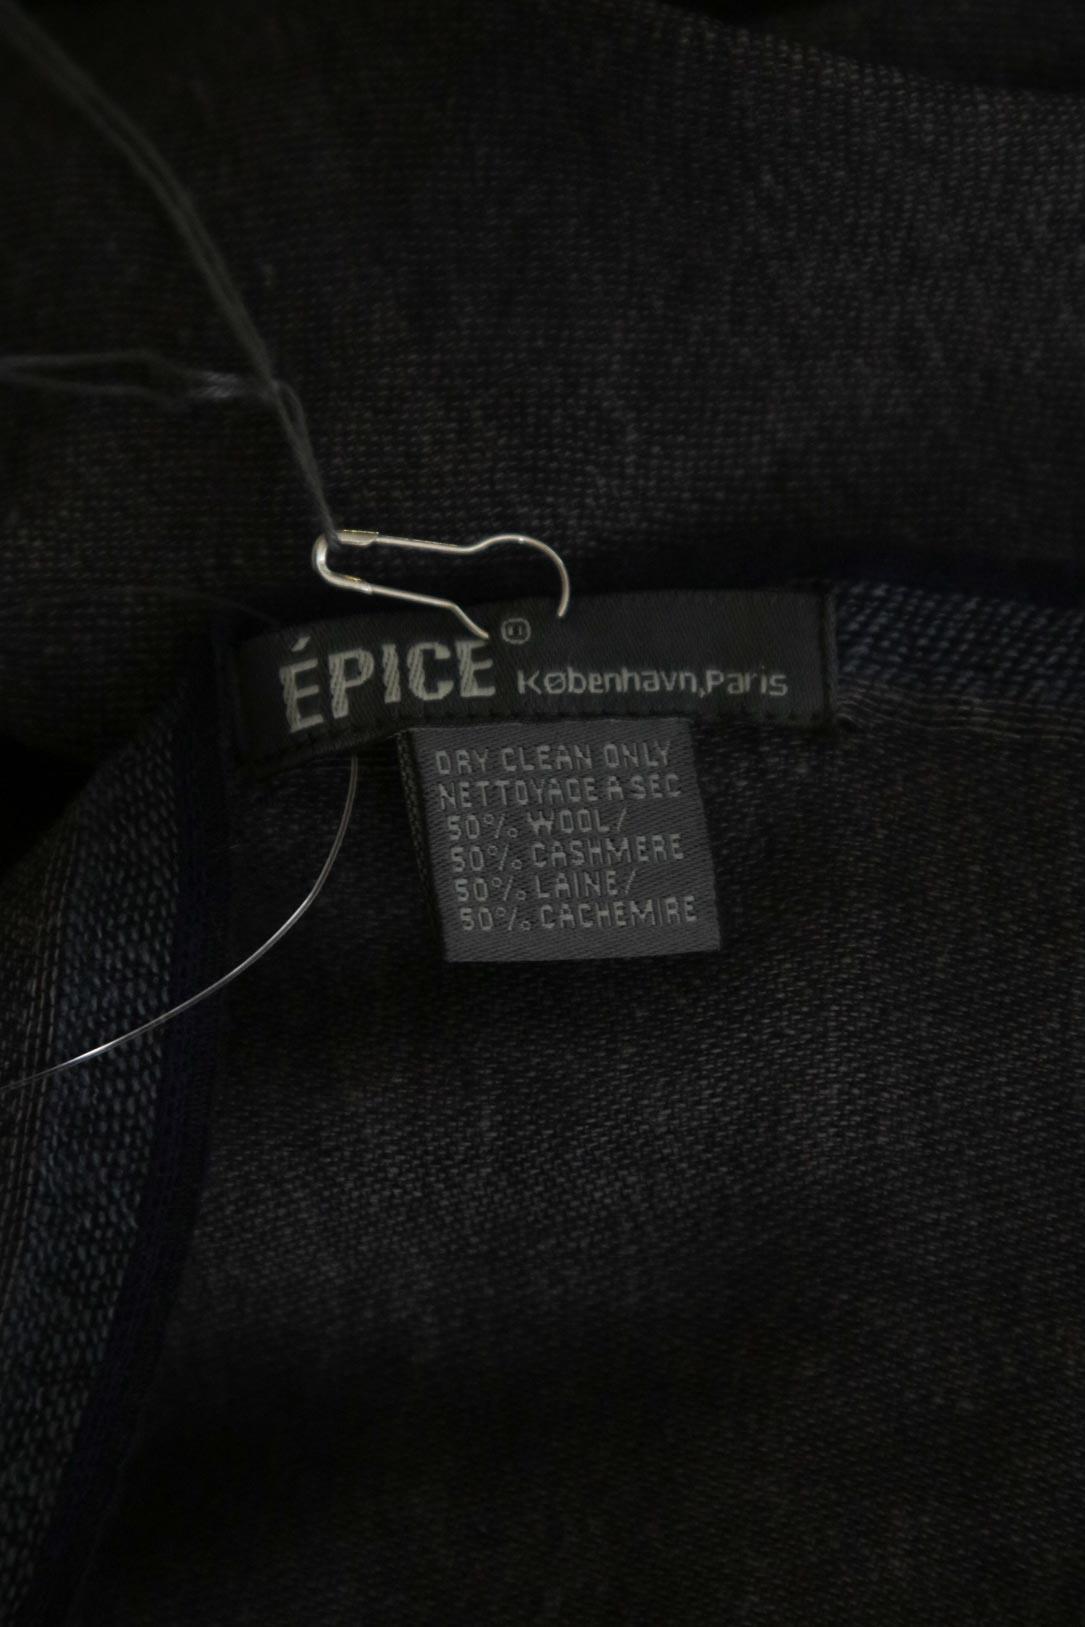 ÉPICE® København,Paris
DRY CLEAN ONLY
NETTOYAGE A SEC
50% WOOL/
50% CASHMERE
50% LAINE/
50% CACHEMIRE